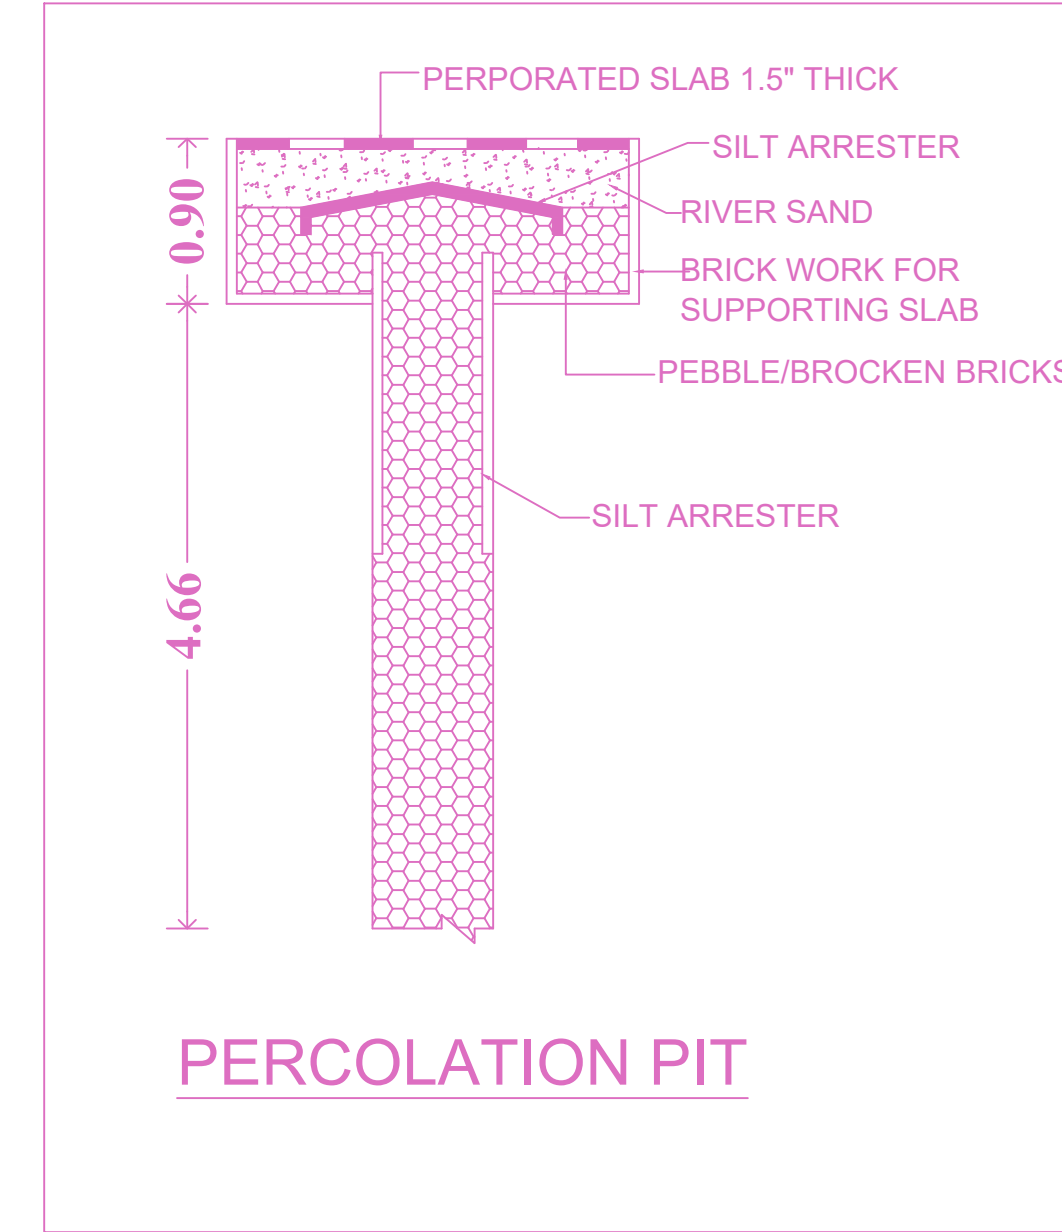 PERPORATED SLAB 1.5" THICK
SILT ARRESTER
RIVER SAND
BRICK WORK FOR
SUPPORTING SLAB
PEBBLE/BROCKEN BRICKS
SILT ARRESTER
0.90
4.66
PERCOLATION PIT